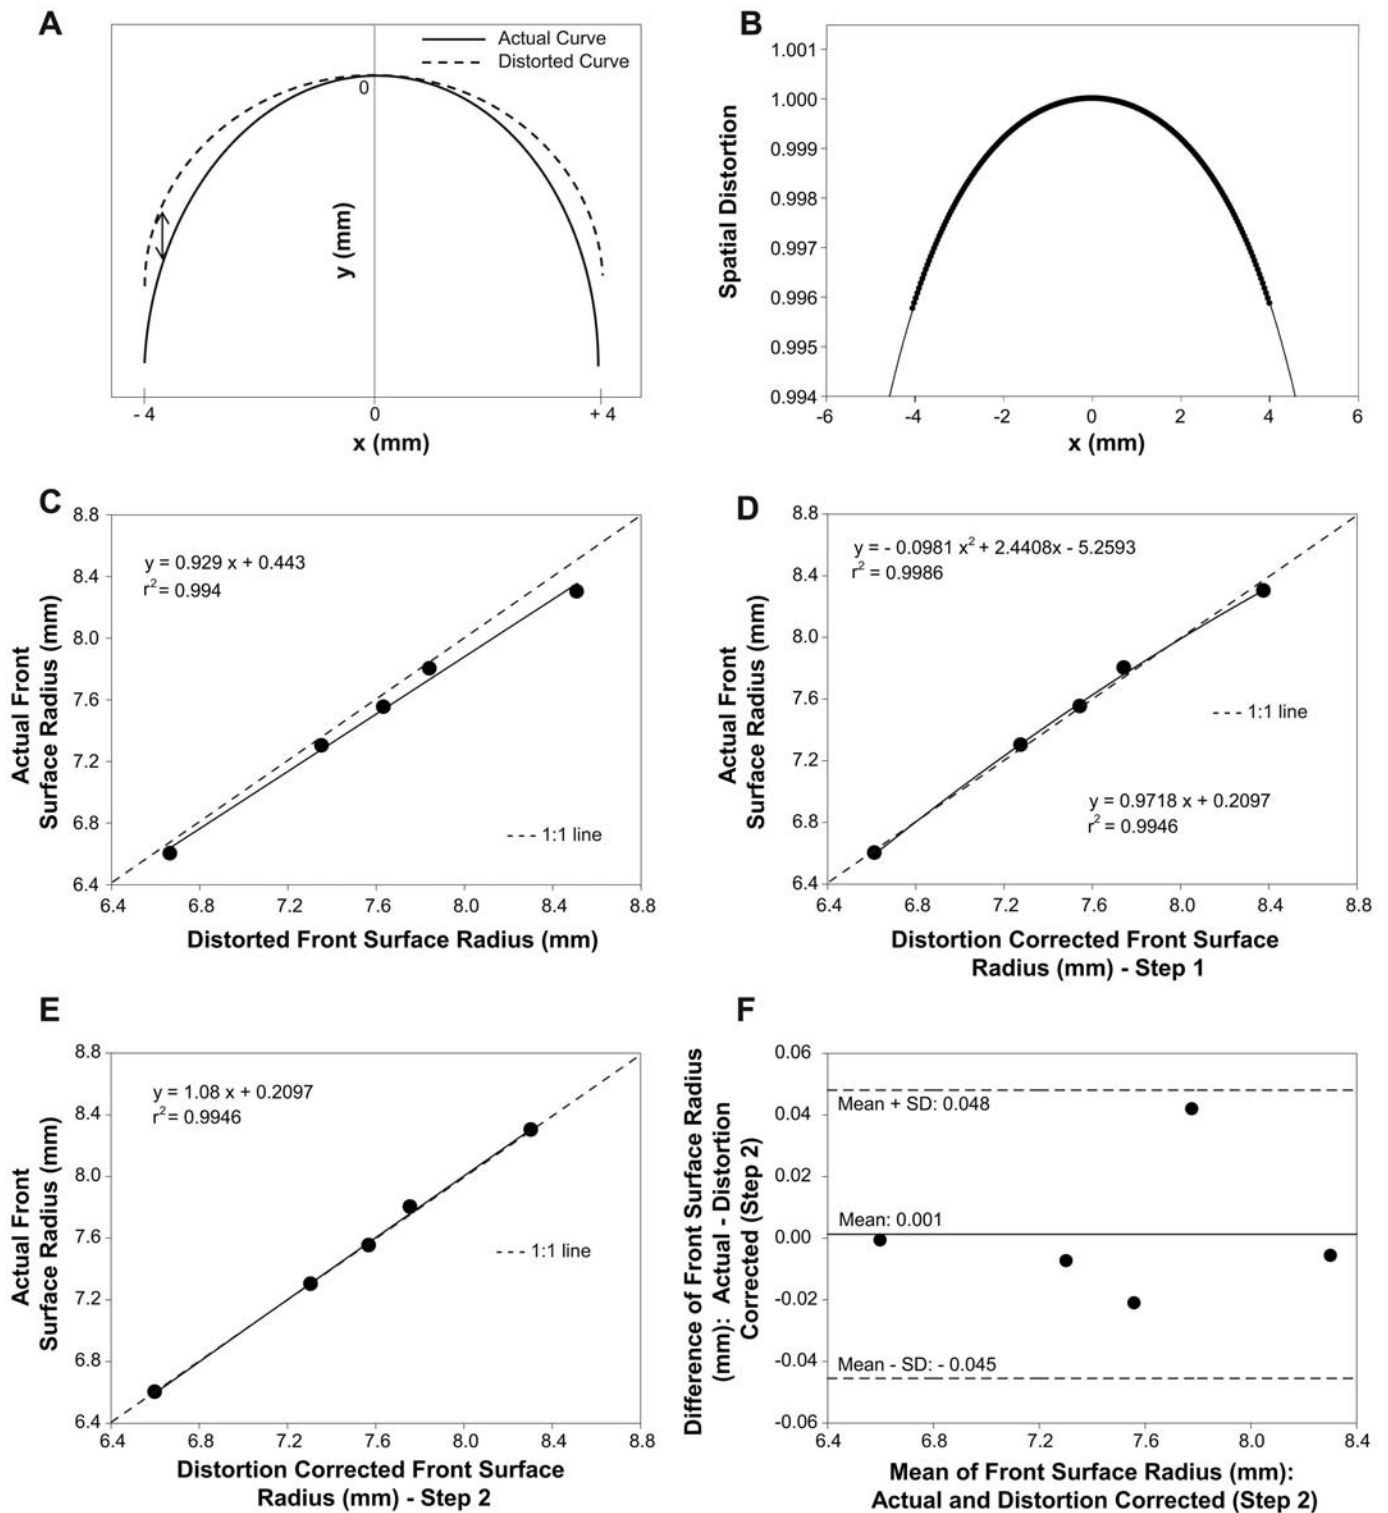 A
Actual Curve
Distorted Curve
0
y (mm)
- 4
0
+ 4
x (mm)
B
1.001
1.000
0.999
0.998
0.997
0.996
0.995
0.994
Spatial Distortion
-6
-4
-2
0
2
4
6
x (mm)
C
8.8
8.4
8.0
7.6
7.2
6.8
6.4
Actual Front
Surface Radius (mm)
y = 0.929 x + 0.443
r² = 0.994
1:1 line
6.4
6.8
7.2
7.6
8.0
8.4
8.8
Distorted Front Surface Radius (mm)
D
8.8
8.4
8.0
7.6
7.2
6.8
6.4
Actual Front
Surface Radius (mm)
y = - 0.0981 x² + 2.4408x - 5.2593
r² = 0.9986
1:1 line
y = 0.9718 x + 0.2097
r² = 0.9946
6.4
6.8
7.2
7.6
8.0
8.4
8.8
Distortion Corrected Front Surface
Radius (mm) - Step 1
E
8.8
8.4
8.0
7.6
7.2
6.8
6.4
Actual Front
Surface Radius (mm)
y = 1.08 x + 0.2097
r² = 0.9946
1:1 line
6.4
6.8
7.2
7.6
8.0
8.4
8.8
Distortion Corrected Front Surface
Radius (mm) - Step 2
F
0.06
0.04
0.02
0.00
-0.02
-0.04
-0.06
Difference of Front Surface Radius
(mm): Actual - Distortion
Corrected (Step 2)
Mean + SD: 0.048
Mean: 0.001
Mean - SD: - 0.045
6.4
6.8
7.2
7.6
8.0
8.4
Mean of Front Surface Radius (mm):
Actual and Distortion Corrected (Step 2)